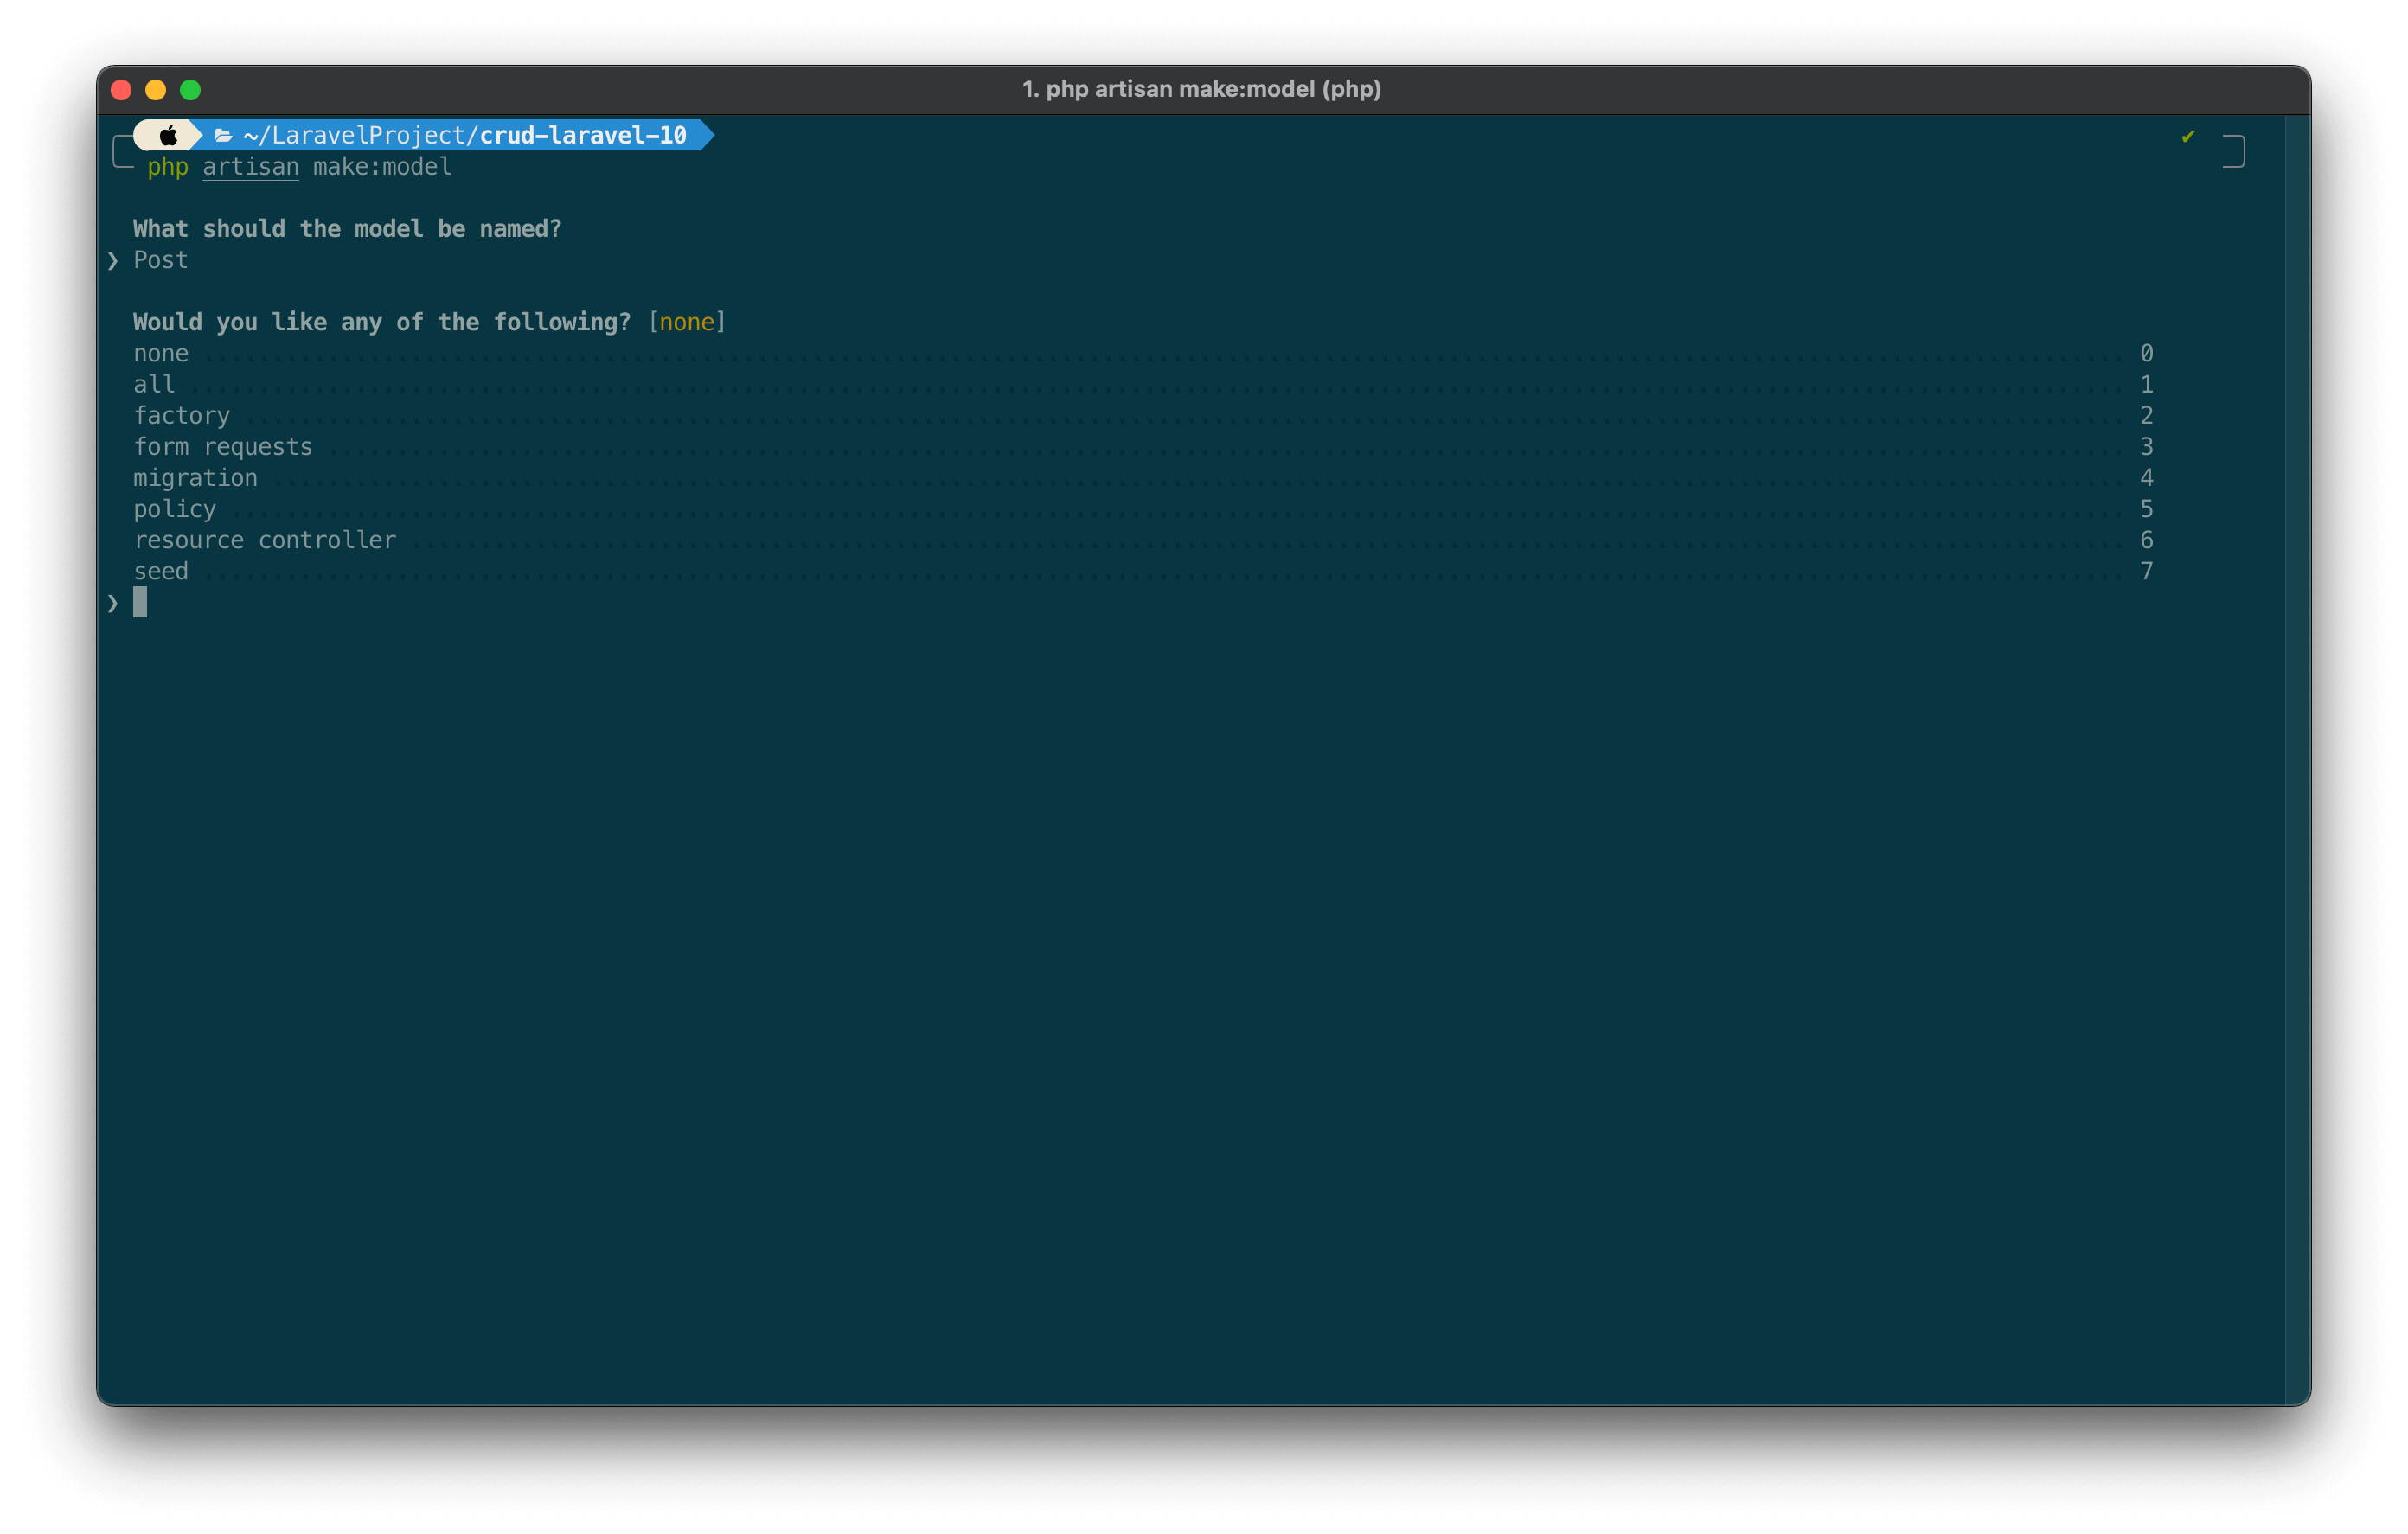 1. php artisan make:model (php)
~/LaravelProject/crud-laravel-10 ✔
php artisan make:model
What should the model be named?
❯ Post
Would you like any of the following? [none]
none ........................................ 0
all ........................................ 1
factory ........................................ 2
form requests ........................................ 3
migration ........................................ 4
policy ........................................ 5
resource controller ........................................ 6
seed ........................................ 7
❯